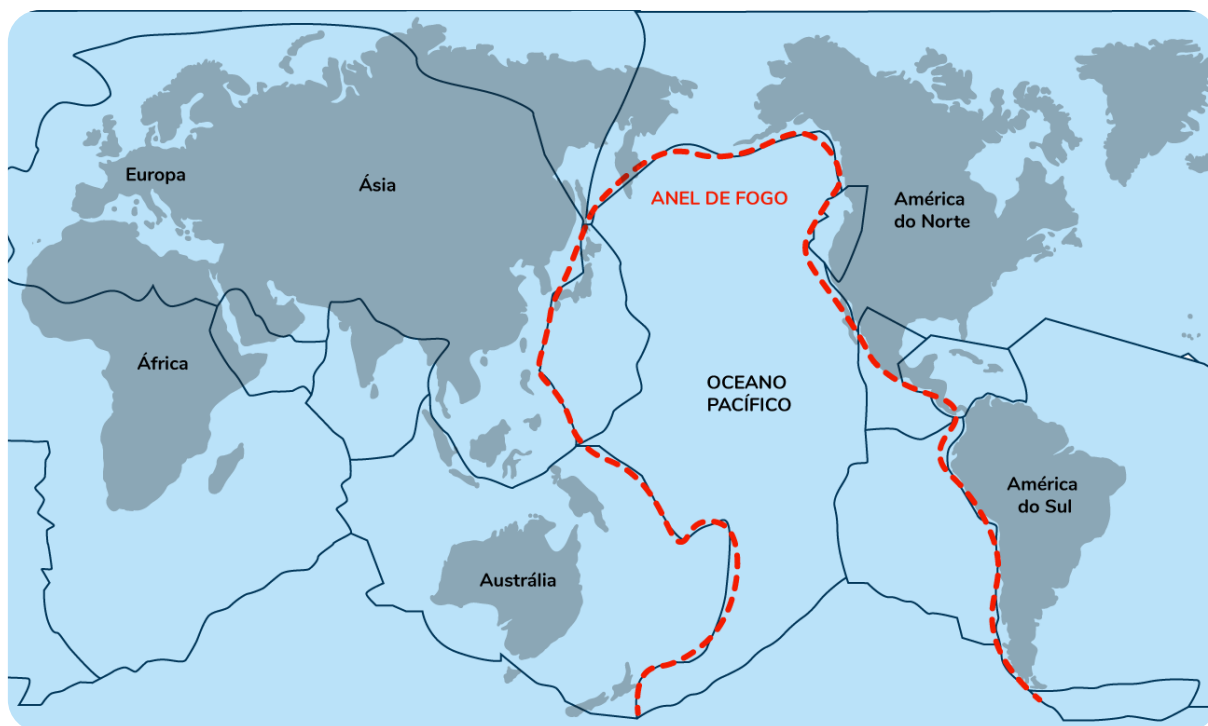 Europa
Ásia
ANEL DE FOGO
América
do Norte
África
OCEANO
PACÍFICO
América
do Sul
Austrália